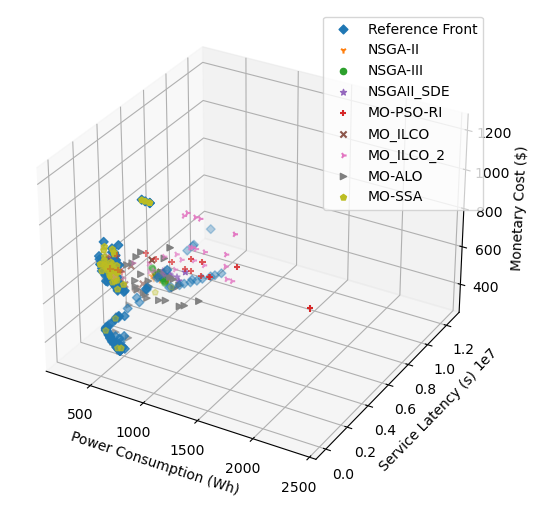 Reference Front
NSGA-II
NSGA-III
NSGAII_SDE
MO-PSO-RI
MO_ILCO
MO_ILCO_2
MO-ALO
MO-SSA
1200
1000
800
600
400
Monetary Cost ($)
1e7
1.2
1.0
0.8
0.6
0.4
0.2
0.0
Service Latency (s)
500
1000
1500
2000
2500
Power Consumption (Wh)